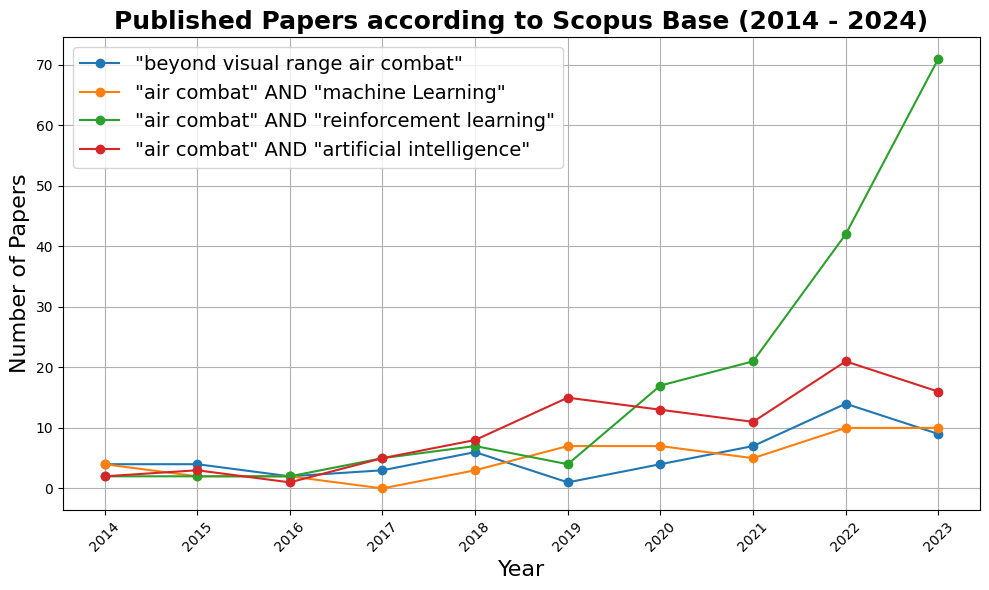 Published Papers according to Scopus Base (2014 - 2024)
"beyond visual range air combat"
"air combat" AND "machine Learning"
"air combat" AND "reinforcement learning"
"air combat" AND "artificial intelligence"
Number of Papers
70
60
50
40
30
20
10
0
2014 2015 2016 2017 2018 2019 2020 2021 2022 2023
Year